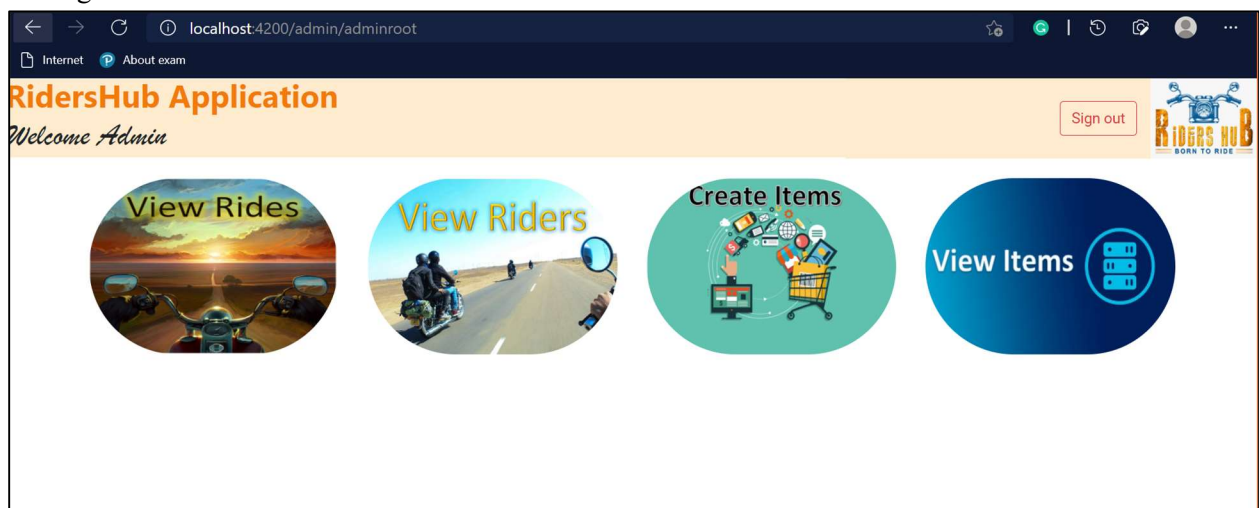 localhost:4200/admin/adminroot
Internet About exam
RidersHub Application
Welcome Admin
Sign out
RIDERS HUB
BORN TO RIDE
View Rides
View Riders
Create Items
View Items